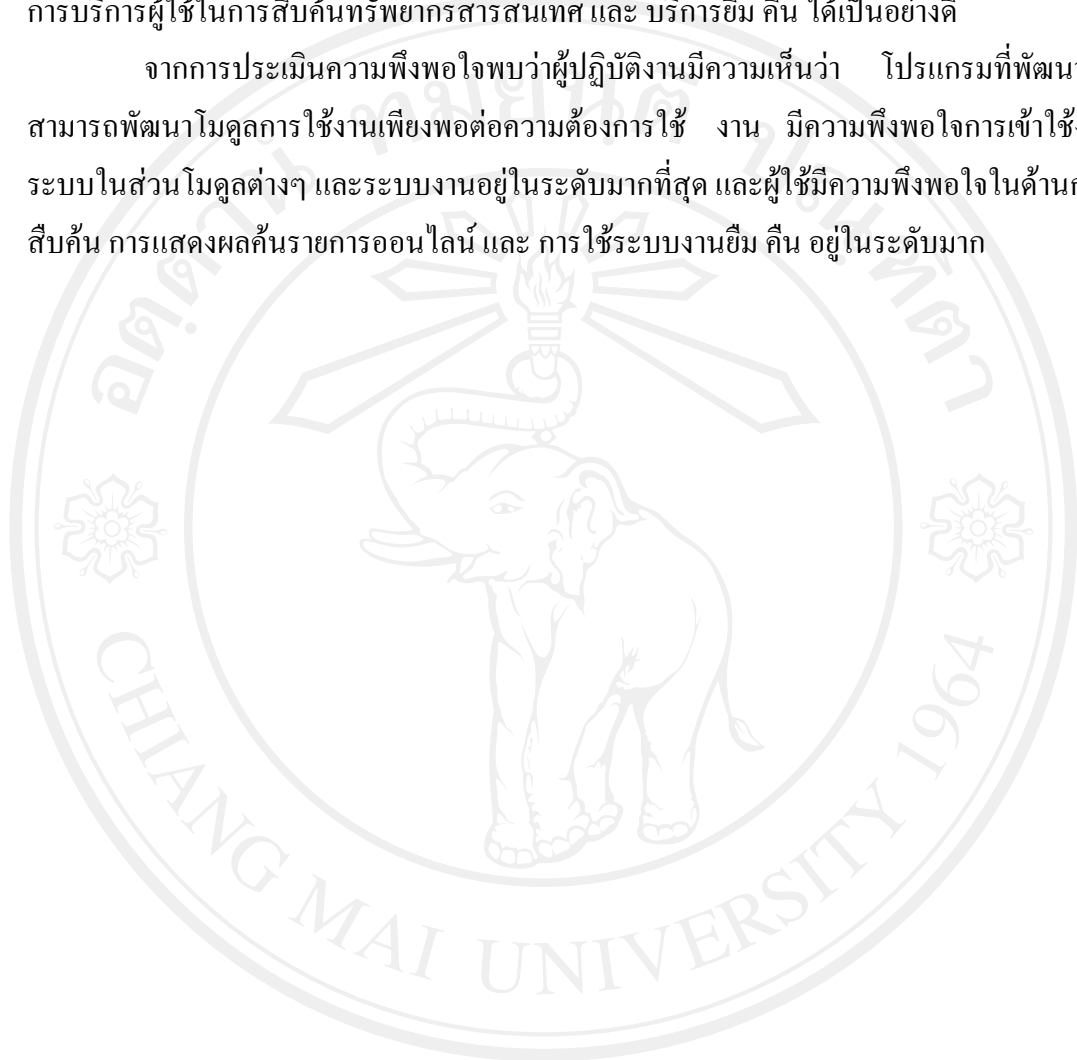 การบริการผู้ใช้ในการสืบค้นทรัพยากรสารสนเทศ และ บริการยืม คืน ได้เป็นอย่างดี
จากการประเมินความพึงพอใจพบว่าผู้ปฏิบัติงานมีความเห็นว่า โปรแกรมที่พัฒนา
สามารถพัฒนาโมดูลการใช้งานเพียงพอต่อความต้องการใช้ งาน มีความพึงพอใจการเข้าใช้
ระบบในส่วนโมดูลต่างๆ และระบบงานอยู่ในระดับมากที่สุด และผู้ใช้มีความพึงพอใจในด้าน
สืบค้น การแสดงผลค้นรายการออนไลน์ และ การใช้ระบบงานยืม คืน อยู่ในระดับมาก
CHIANG MAI UNIVERSITY 1964